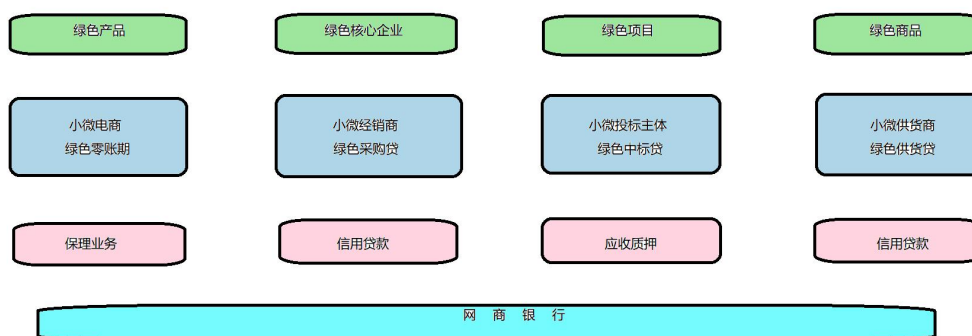 绿色产品
绿色核心企业
绿色项目
绿色商品
小微电商
绿色零账期
小微经销商
绿色采购贷
小微投标主体
绿色中标贷
小微供货商
绿色供货贷
保理业务
信用贷款
应收质押
信用贷款
网 商 银 行